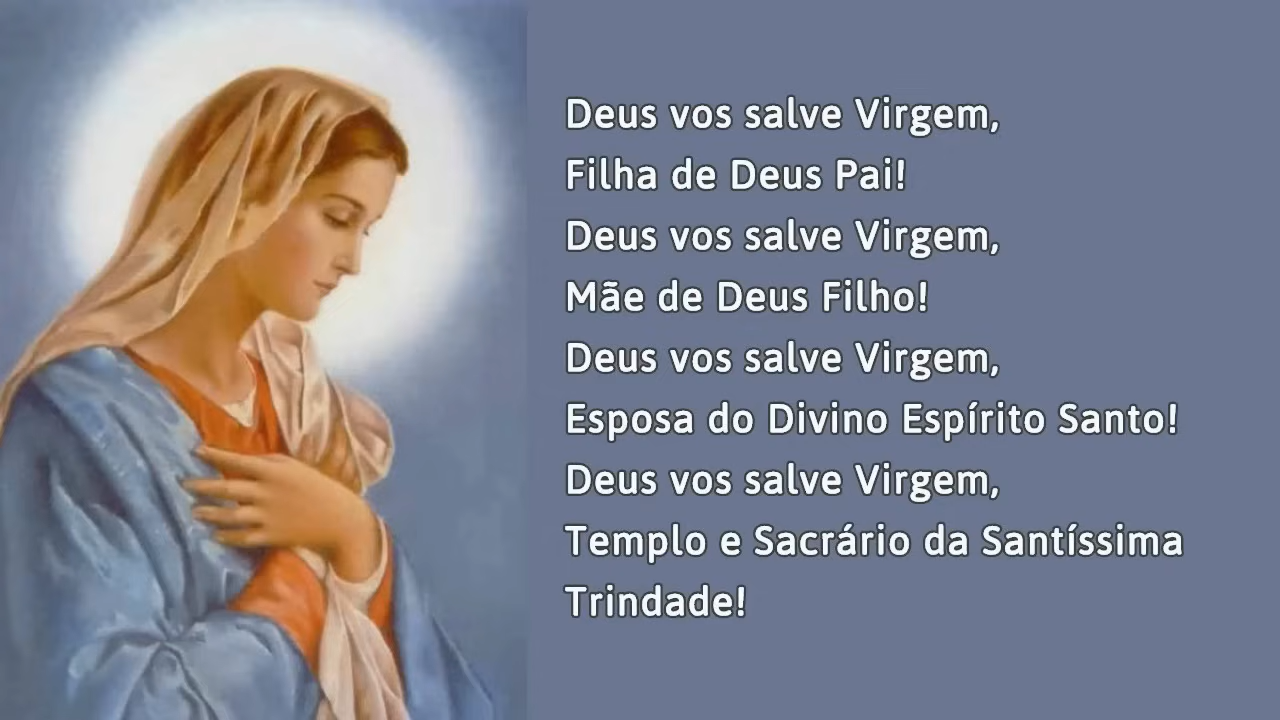 Deus vos salve Virgem,
Filha de Deus Pai!
Deus vos salve Virgem,
Mãe de Deus Filho!
Deus vos salve Virgem,
Esposa do Divino Espírito Santo!
Deus vos salve Virgem,
Templo e Sacrário da Santíssima
Trindade!